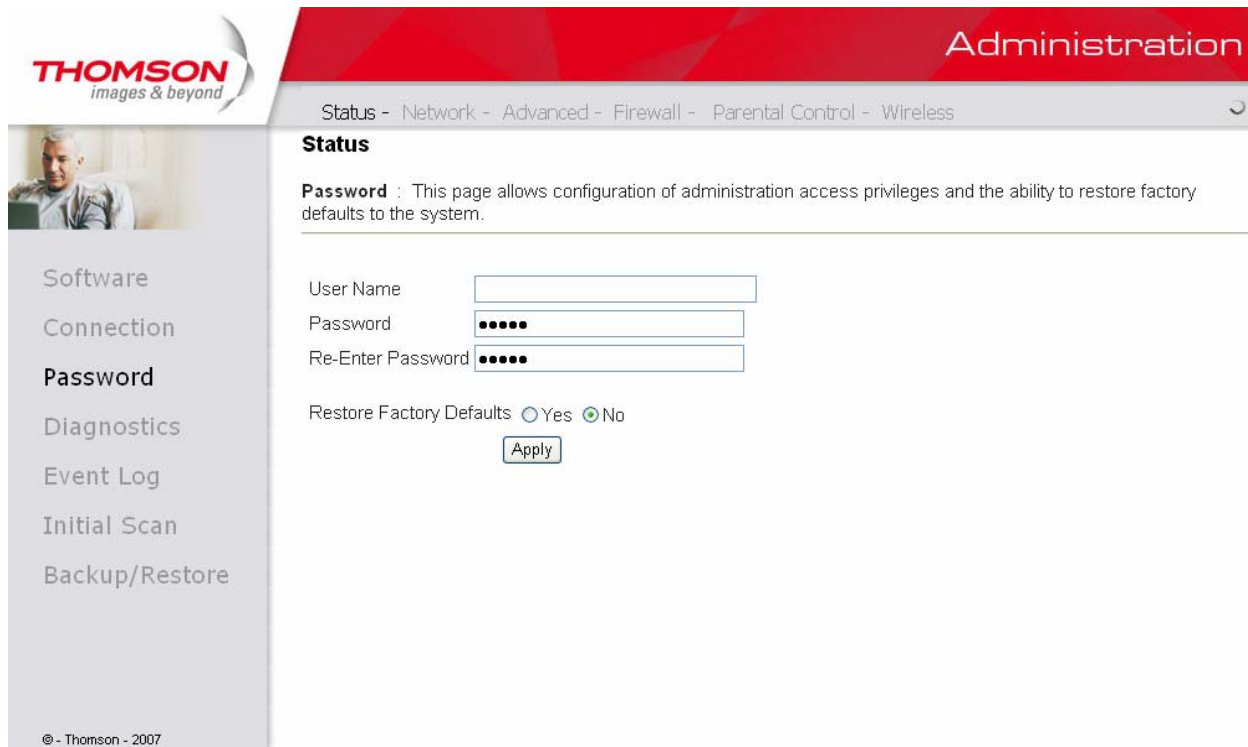 THOMSON
images & beyond
Administration
Status - Network - Advanced - Firewall - Parental Control - Wireless
Status
Password : This page allows configuration of administration access privileges and the ability to restore factory
defaults to the system.
Software
Connection
Password
Diagnostics
Event Log
Initial Scan
Backup/Restore
User Name
Password •••••
Re-Enter Password •••••
Restore Factory Defaults Yes No
Apply
© - Thomson - 2007